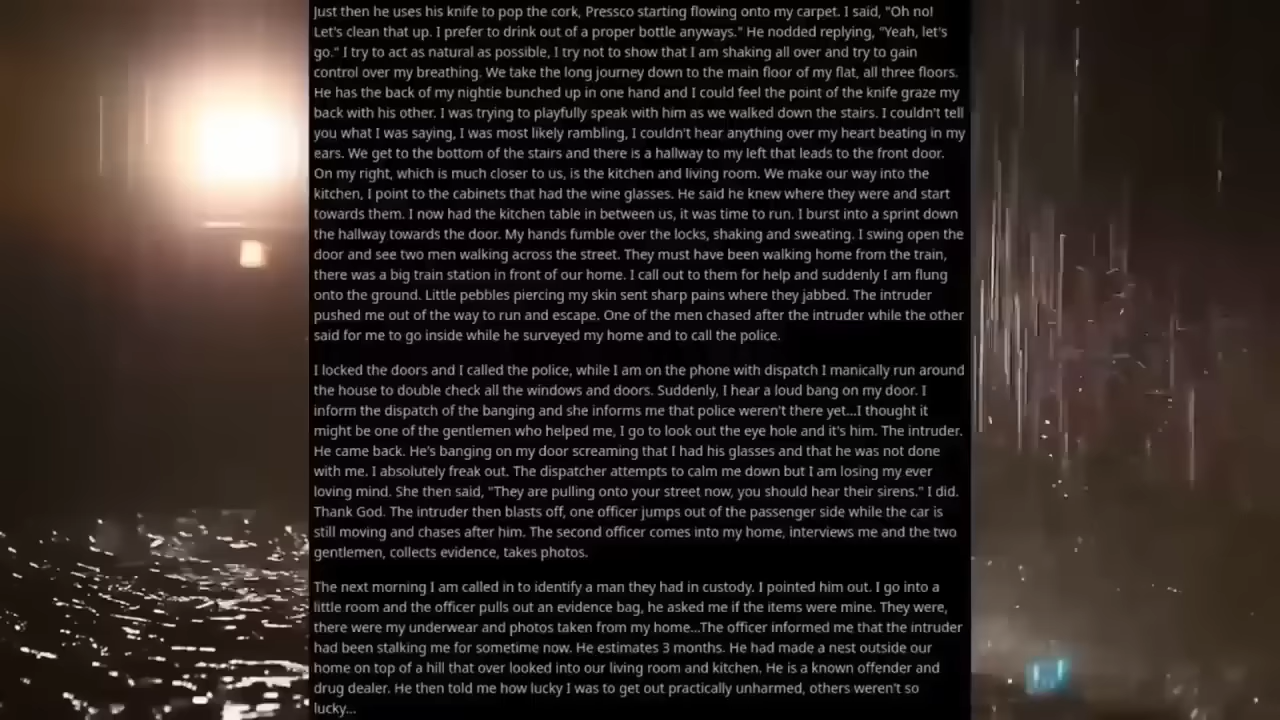 Just then he uses his knife to pop the cork, Pressco starting flowing onto my carpet. I said, "Oh no!
Let's clean that up. I prefer to drink out of a proper bottle anyways." He nodded replying, "Yeah, let's
go." I try to act as natural as possible, I try not to show that I am shaking all over and try to gain
control over my breathing. We take the long journey down to the main floor of my flat, all three floors.
He has the back of my nightie bunched up in one hand and I could feel the point of the knife graze my
back with his other. I was trying to playfully speak with him as we walked down the stairs. I couldn't tell
you what I was saying, I was most likely rambling, I couldn't hear anything over my heart beating in my
ears. We get to the bottom of the stairs and there is a hallway to my left that leads to the front door.
On my right, which is much closer to us, is the kitchen and living room. We make our way into the
kitchen, I point to the cabinets that had the wine glasses. He said he knew where they were and start
towards them. I now had the kitchen table in between us, it was time to run. I burst into a sprint down
the hallway towards the door. My hands fumble over the locks, shaking and sweating. I swing open the
door and see two men walking across the street. They must have been walking home from the train,
there was a big train station in front of our home. I call out to them for help and suddenly I am flung
onto the ground. Little pebbles piercing my skin sent sharp pains where they jabbed. The intruder
pushed me out of the way to run and escape. One of the men chased after the intruder while the other
said for me to go inside while he surveyed my home and to call the police.
I locked the doors and I called the police, while I am on the phone with dispatch I manically run around
the house to double check all the windows and doors. Suddenly, I hear a loud bang on my door. I
inform the dispatch of the banging and she informs me that police weren't there yet...I thought it
might be one of the gentlemen who helped me, I go to look out the eye hole and it's him. The intruder.
He came back. He's banging on my door screaming that I had his glasses and that he was not done
with me. I absolutely freak out. The dispatcher attempts to calm me down but I am losing my ever
loving mind. She then said, "They are pulling onto your street now, you should hear their sirens." I did.
Thank God. The intruder then blasts off, one officer jumps out of the passenger side while the car is
still moving and chases after him. The second officer comes into my home, interviews me and the two
gentlemen, collects evidence, takes photos.
The next morning I am called in to identify a man they had in custody. I pointed him out. I go into a
little room and the officer pulls out an evidence bag, he asked me if the items were mine. They were,
there were my underwear and photos taken from my home...The officer informed me that the intruder
had been stalking me for sometime now. He estimates 3 months. He had made a nest outside our
home on top of a hill that over looked into our living room and kitchen. He is a known offender and
drug dealer. He then told me how lucky I was to get out practically unharmed, others weren't so
lucky...